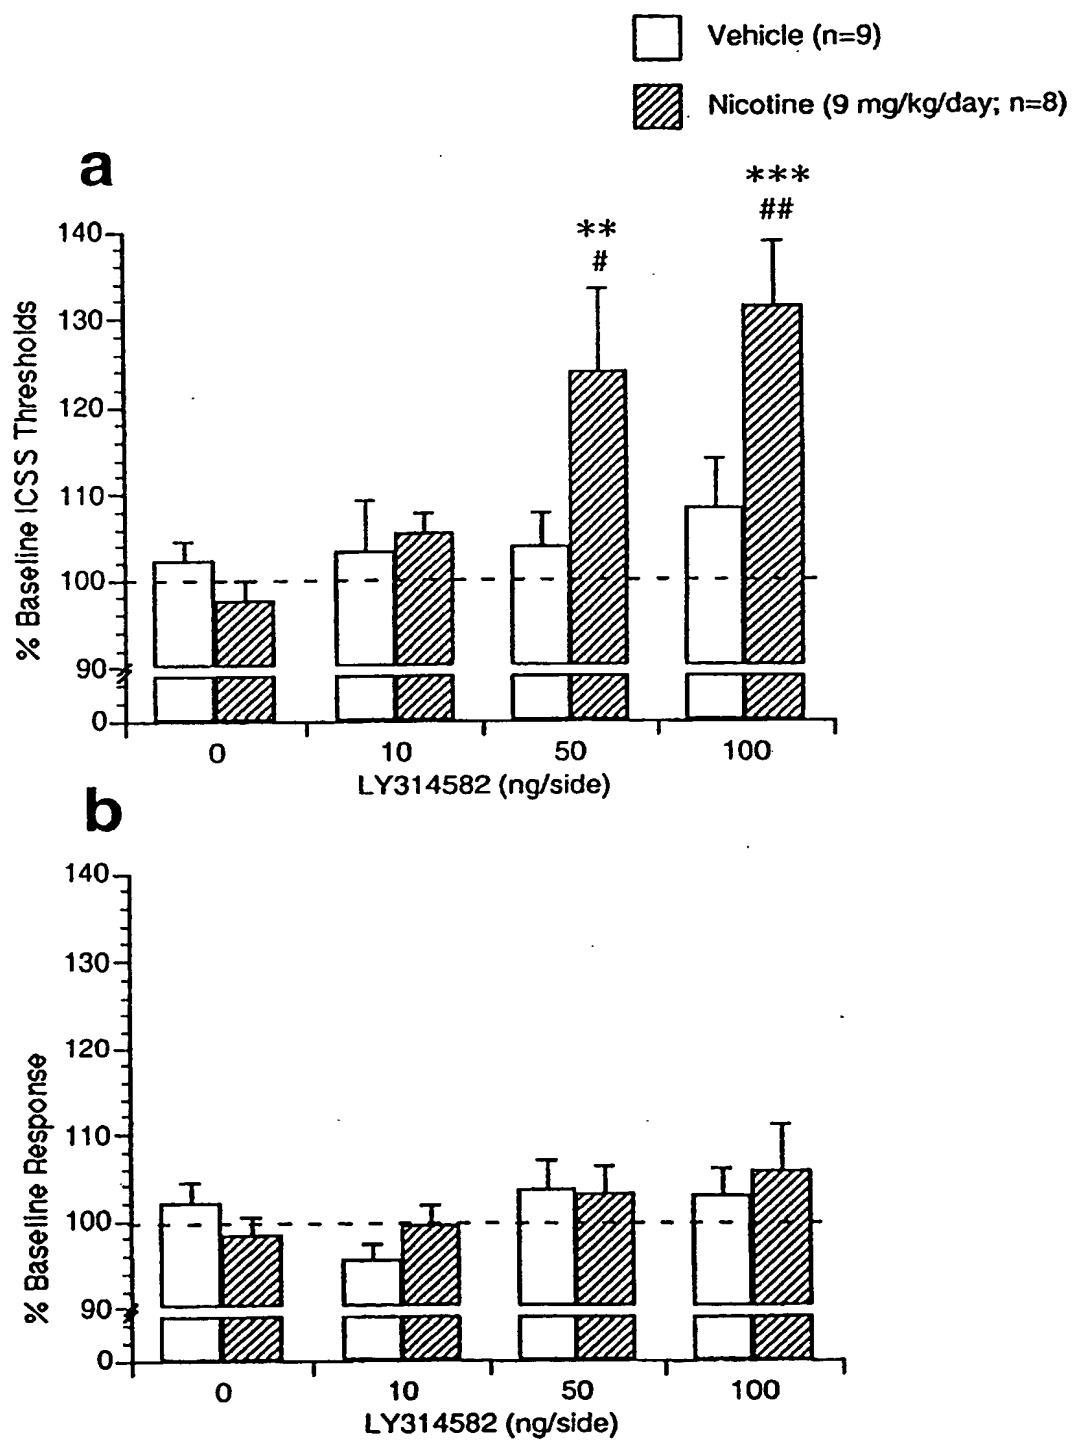 Vehicle (n=9)
Nicotine (9 mg/kg/day; n=8)
a
***
##
**
#
140
130
120
110
100
90
0
% Baseline ICSS Thresholds
0 10 50 100
LY314582 (ng/side)
b
140
130
120
110
100
90
0
% Baseline Response
0 10 50 100
LY314582 (ng/side)